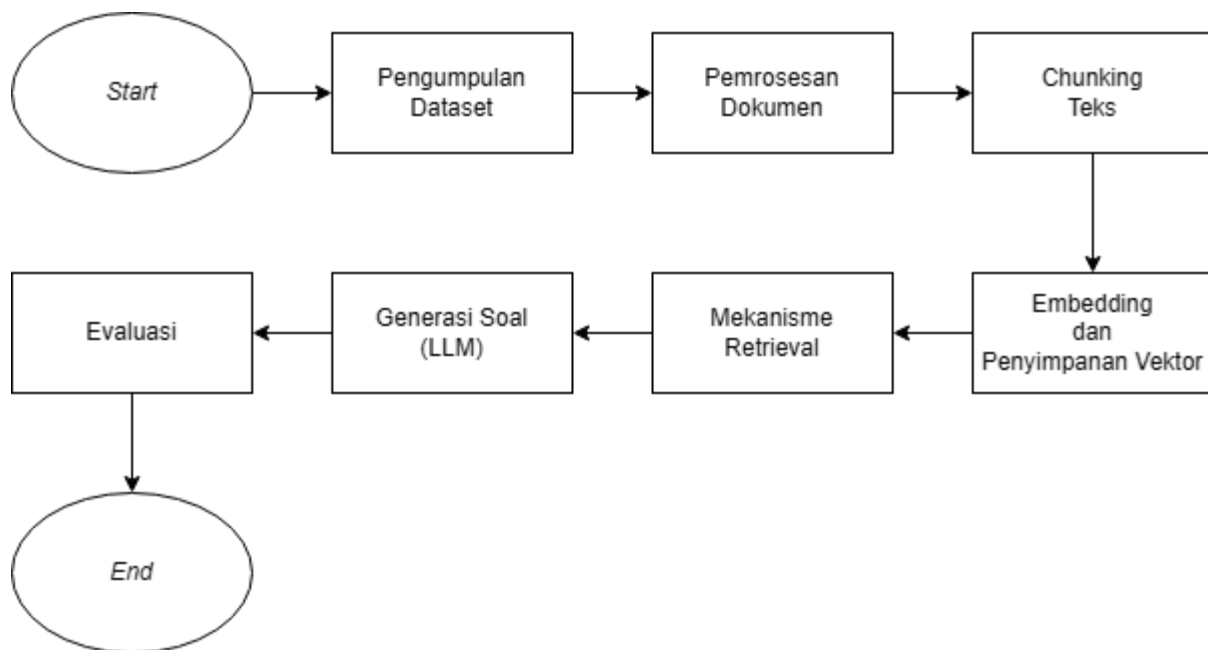 Start
Pengumpulan
Dataset
Pemrosesan
Dokumen
Chunking
Teks
Embedding
dan
Penyimpanan Vektor
Mekanisme
Retrieval
Generasi Soal
(LLM)
Evaluasi
End